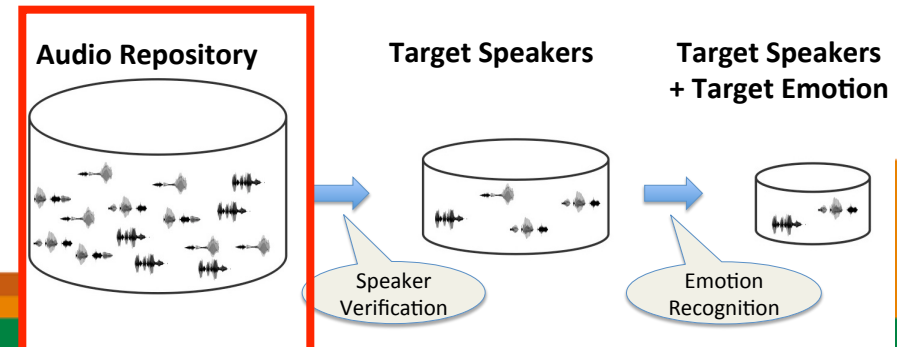 Audio Repository
Target Speakers
Target Speakers
+ Target Emotion
Speaker
Verification
Emotion
Recognition